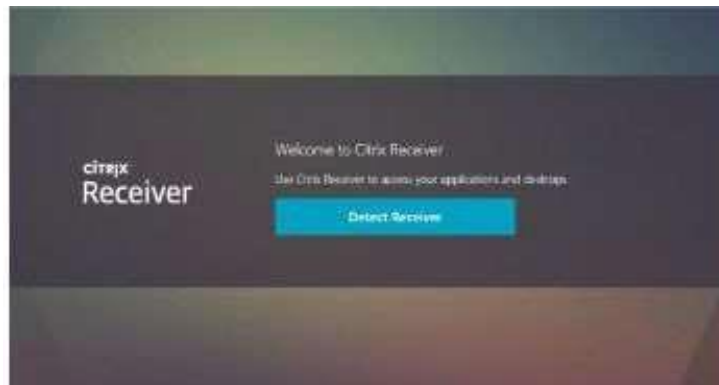 citrix
Receiver
Welcome to Citrix Receiver
Use Citrix Receiver to access your applications and desktops
Detect Receiver